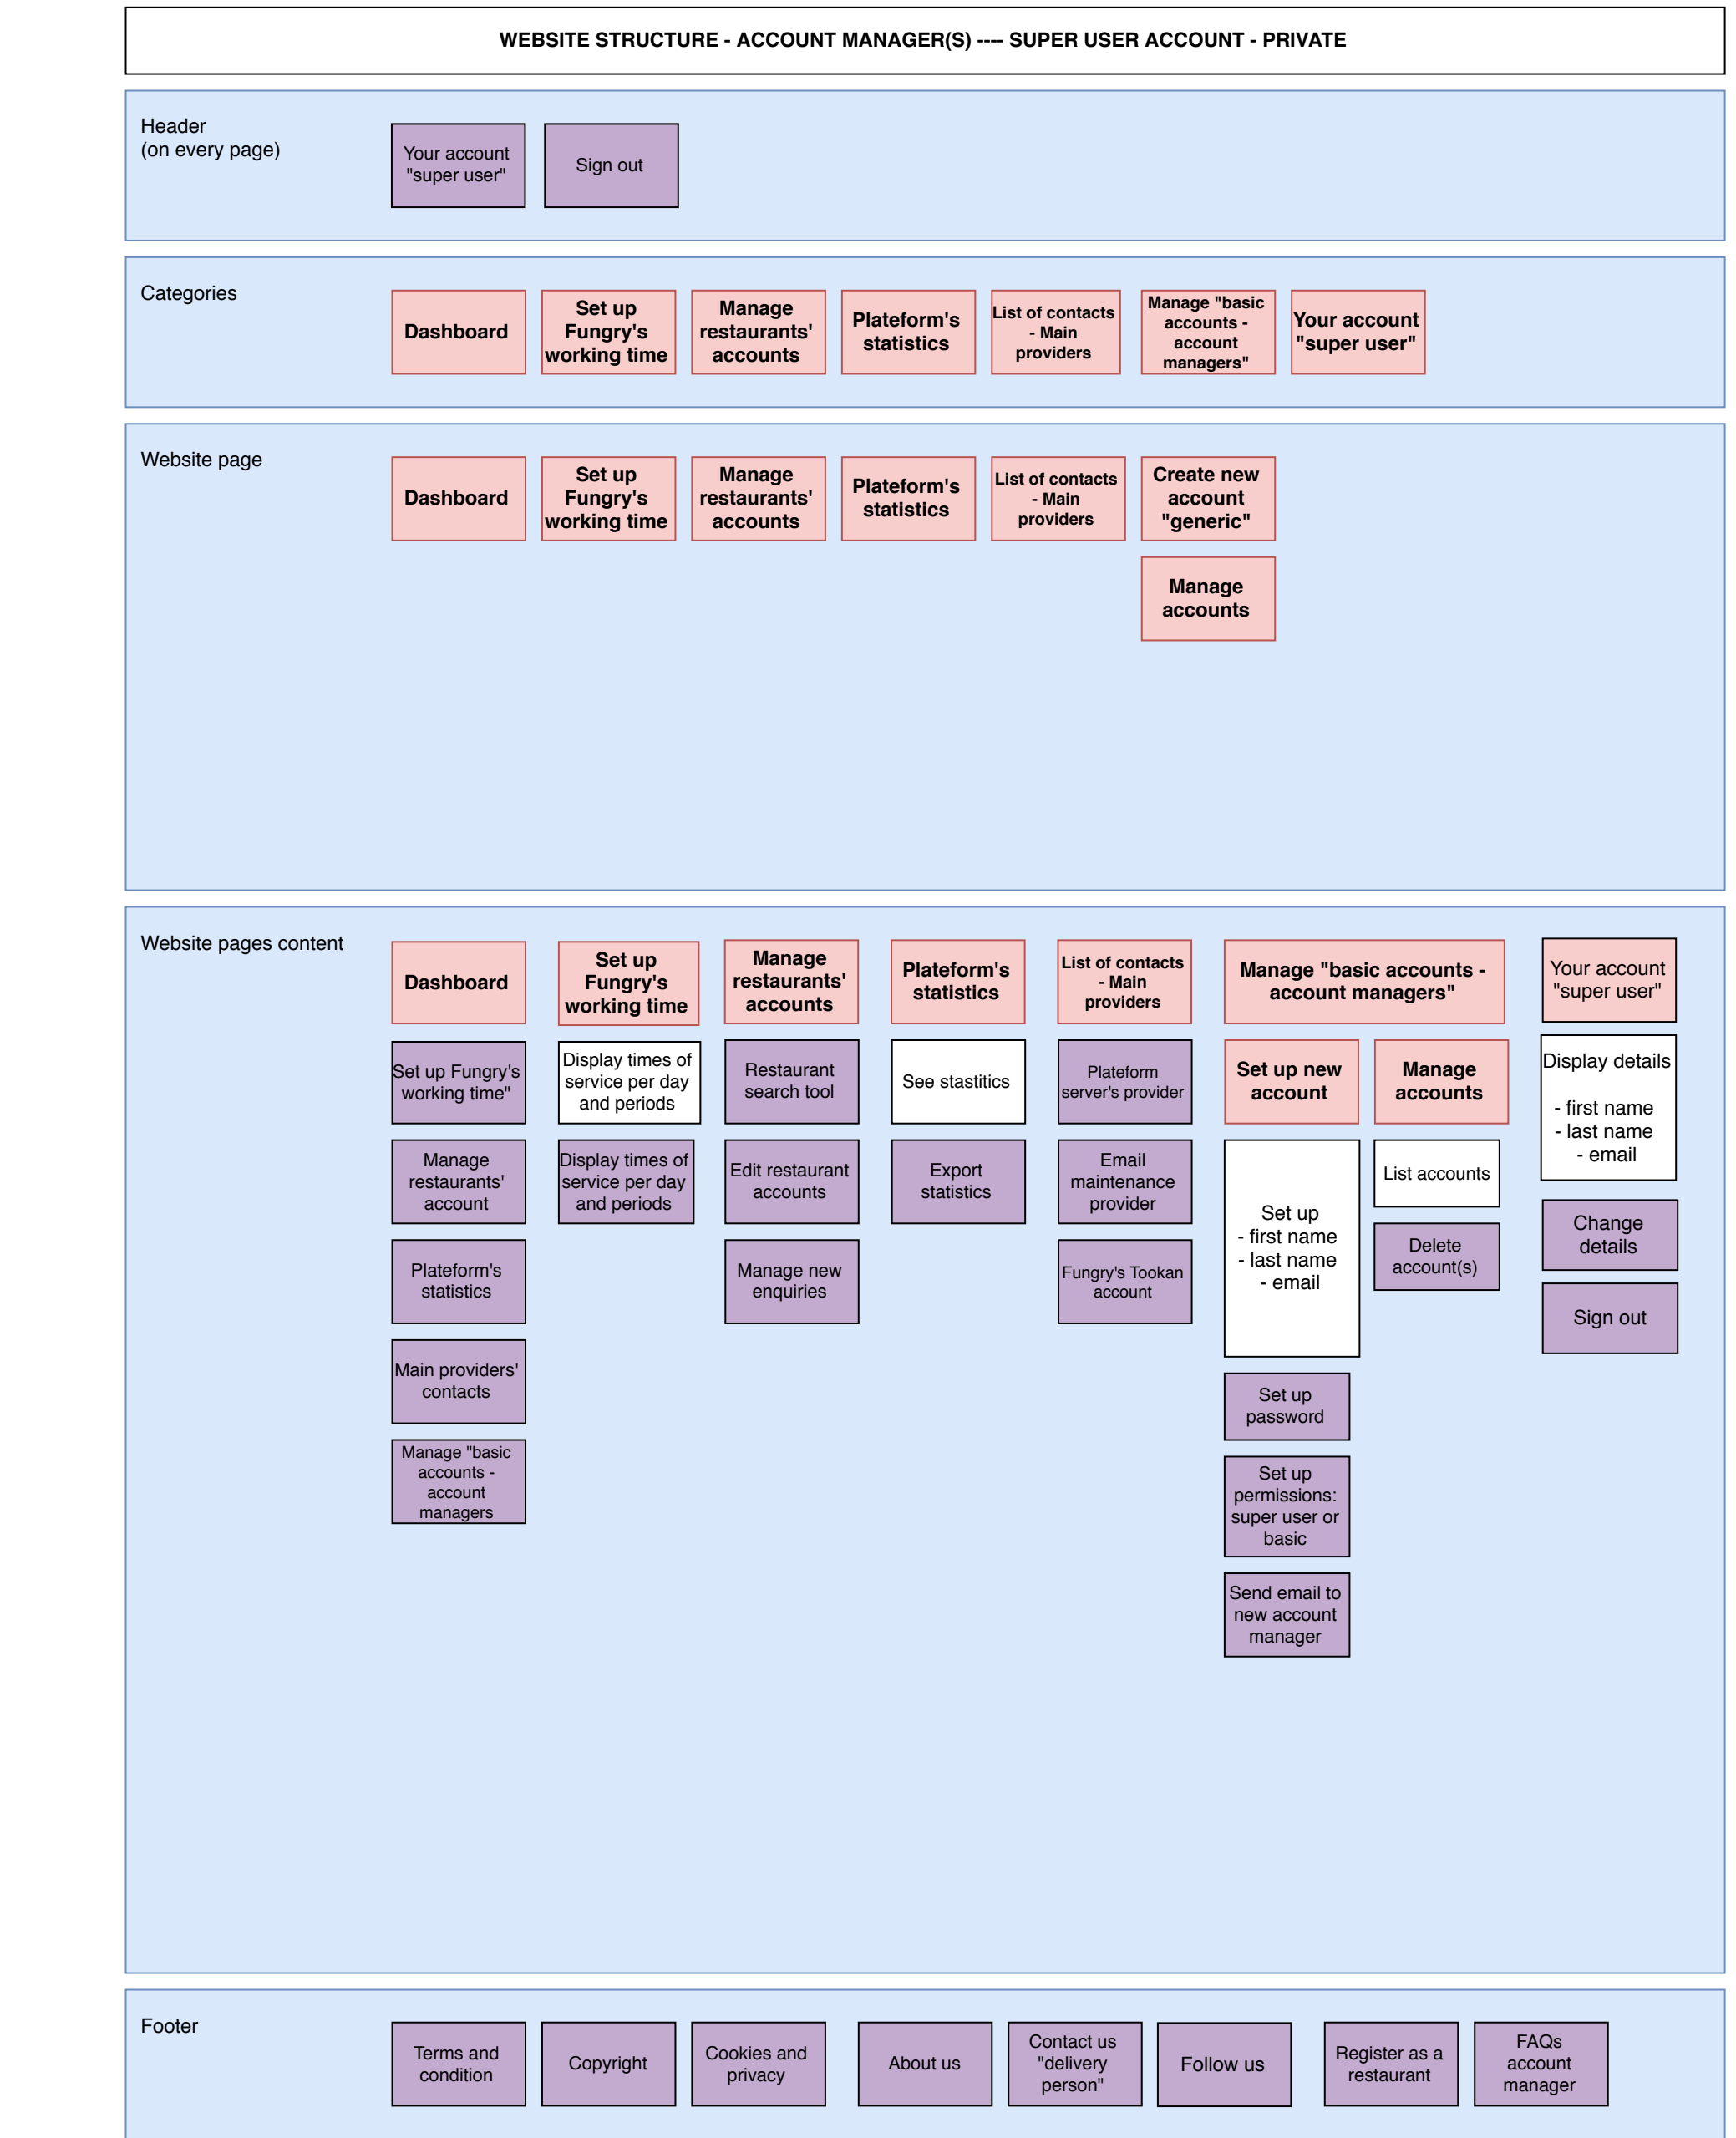 WEBSITE STRUCTURE - ACCOUNT MANAGER(S) ---- SUPER USER ACCOUNT - PRIVATE
Header
(on every page)
Your account
"super user"
Sign out
Categories
Dashboard
Set up
Fungry's
working time
Manage
restaurants'
accounts
Plateform's
statistics
List of contacts
- Main
providers
Manage "basic
accounts -
account
managers"
Your account
"super user"
Website page
Dashboard
Set up
Fungry's
working time
Manage
restaurants'
accounts
Plateform's
statistics
List of contacts
- Main
providers
Create new
account
"generic"
Manage
accounts
Website pages content
Dashboard
Set up Fungry's
working time"
Manage
restaurants'
account
Plateform's
statistics
Main providers'
contacts
Manage "basic
accounts -
account
managers
Set up
Fungry's
working time
Display times of
service per day
and periods
Display times of
service per day
and periods
Manage
restaurants'
accounts
Restaurant
search tool
Edit restaurant
accounts
Manage new
enquiries
Plateform's
statistics
See stastitics
Export
statistics
List of contacts
- Main
providers
Plateform
server's provider
Email
maintenance
provider
Fungry's Tookan
account
Manage "basic accounts -
account managers"
Set up new
account
Set up
- first name
- last name
- email
Set up
password
Set up
permissions:
super user or
basic
Send email to
new account
manager
Manage
accounts
List accounts
Delete
account(s)
Your account
"super user"
Display details
- first name
- last name
- email
Change
details
Sign out
Footer
Terms and
condition
Copyright
Cookies and
privacy
About us
Contact us
"delivery
person"
Follow us
Register as a
restaurant
FAQs
account
manager